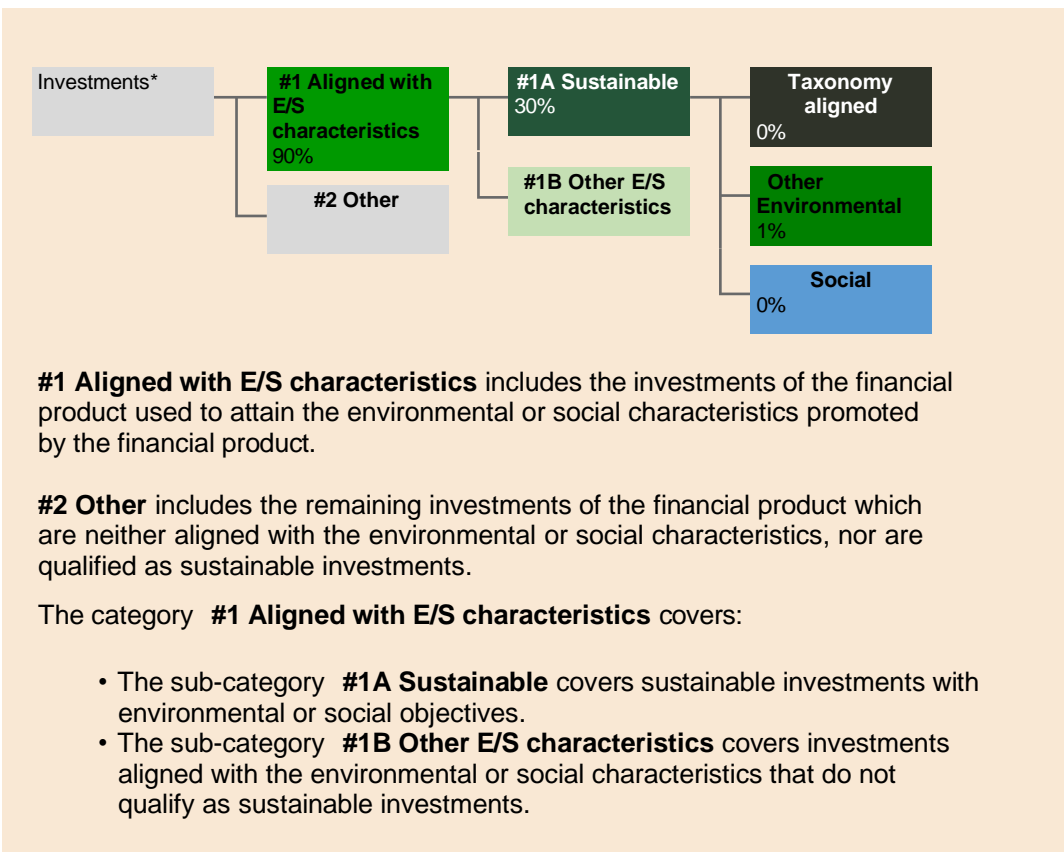 Investments*
#1 Aligned with
E/S
characteristics
90%
#2 Other
#1A Sustainable
30%
#1B Other E/S
characteristics
Taxonomy
aligned
0%
Other
Environmental
1%
Social
0%
#1 Aligned with E/S characteristics includes the investments of the financial
product used to attain the environmental or social characteristics promoted
by the financial product.
#2 Other includes the remaining investments of the financial product which
are neither aligned with the environmental or social characteristics, nor are
qualified as sustainable investments.
The category #1 Aligned with E/S characteristics covers:
• The sub-category #1A Sustainable covers sustainable investments with
environmental or social objectives.
• The sub-category #1B Other E/S characteristics covers investments
aligned with the environmental or social characteristics that do not
qualify as sustainable investments.